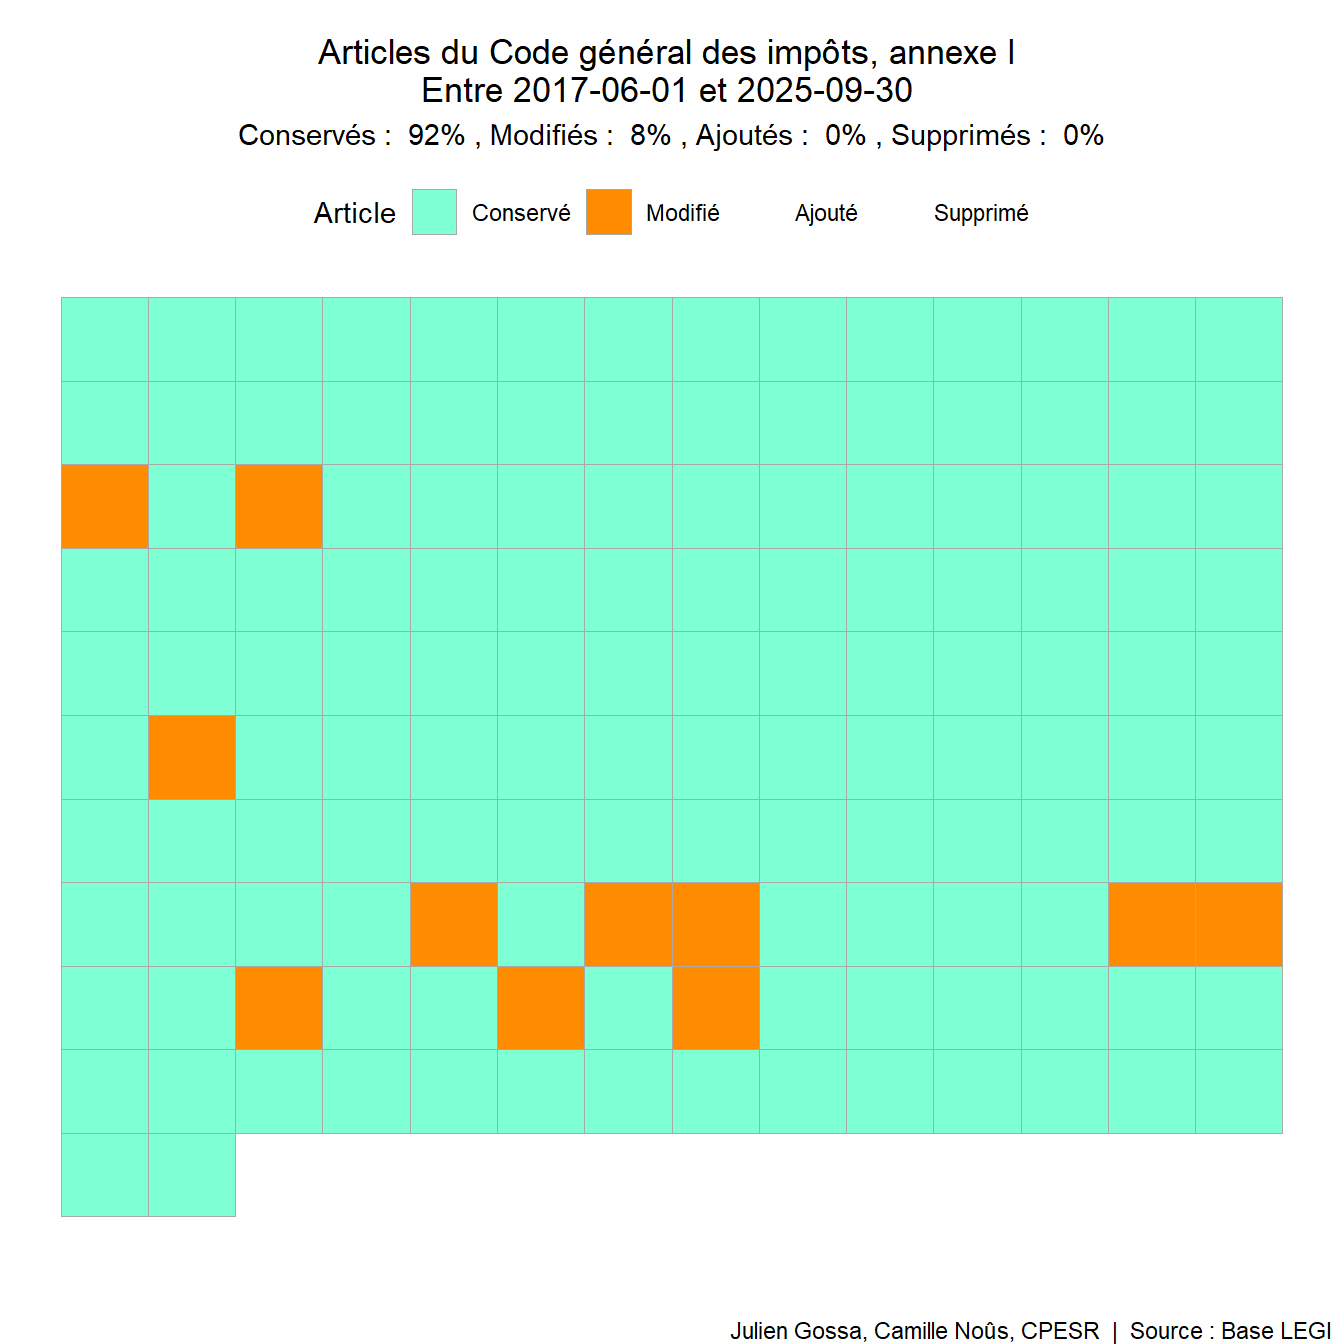 Articles du Code général des impôts, annexe I
Entre 2017-06-01 et 2025-09-30
Conservés :  92% , Modifiés :  8% , Ajoutés :  0% , Supprimés :  0%
Article Conservé Modifié Ajouté Supprimé
Julien Gossa, Camille Noûs, CPESR | Source : Base LEGI